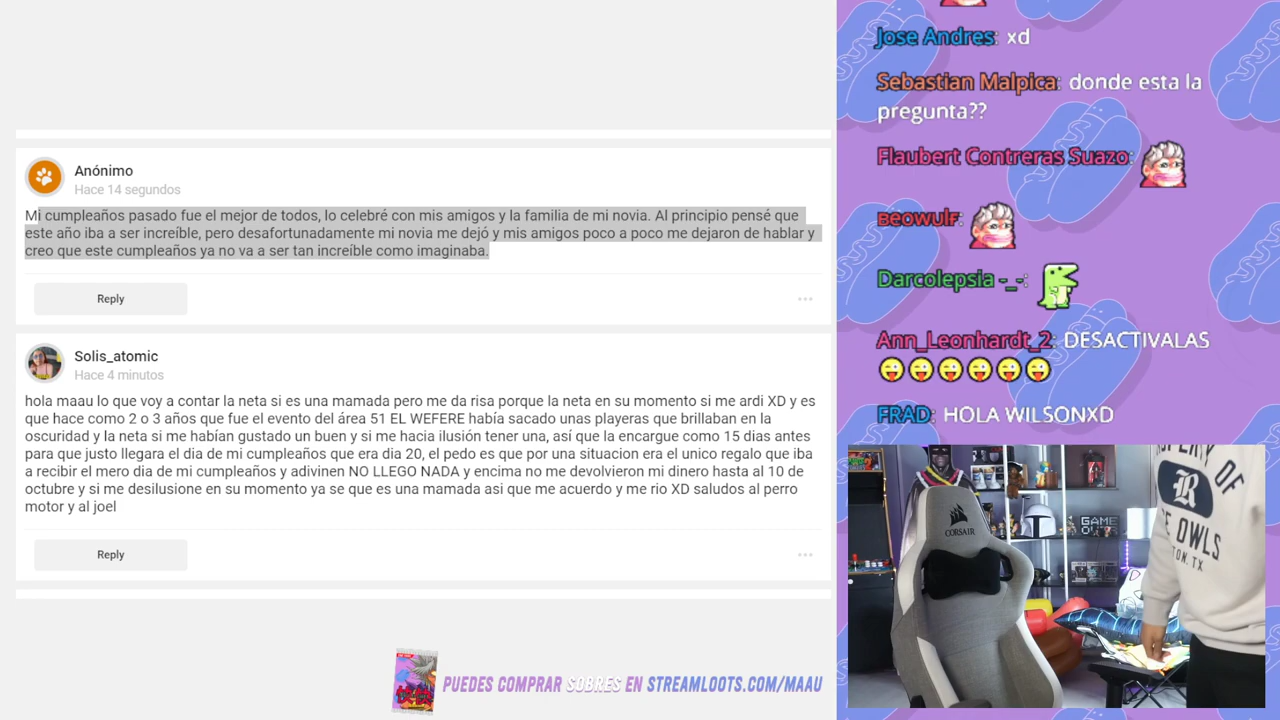 Anónimo
Hace 14 segundos
Mi cumpleaños pasado fue el mejor de todos, lo celebré con mis amigos y la familia de mi novia. Al principio pensé que
este año iba a ser increíble, pero desafortunadamente mi novia me dejó y mis amigos poco a poco me dejaron de hablar y
creo que este cumpleaños ya no va a ser tan increíble como imaginaba.
Reply
Solis_atomic
Hace 4 minutos
hola maau lo que voy a contar la neta si es una mamada pero me da risa porque la neta en su momento si me ardi XD y es
que hace como 2 o 3 años que fue el evento del área 51 EL WEFERE había sacado unas playeras que brillaban en la
oscuridad y la neta si me habían gustado un buen y si me hacia ilusión tener una, así que la encargue como 15 dias antes
para que justo llegara el dia de mi cumpleaños que era dia 20, el pedo es que por una situacion era el unico regalo que iba
a recibir el mero dia de mi cumpleaños y adivinen NO LLEGO NADA y encima no me devolvieron mi dinero hasta al 10 de
octubre y si me desilusione en su momento ya se que es una mamada asi que me acuerdo y me rio XD saludos al perro
motor y al joel
Reply
PUEDES COMPRAR SOBRES EN STREAMLOOTS.COM/MAAU
Jose Andres: xd
Sebastian Malpica: donde esta la
pregunta??
Flaubert Contreras Suazo:
BEOWULF:
Darcolepsia -_-:
Ann_Leonhardt_2: DESACTIVALAS
FRAD: HOLA WILSONXD
CORSAIR
GAME
R
OWLS